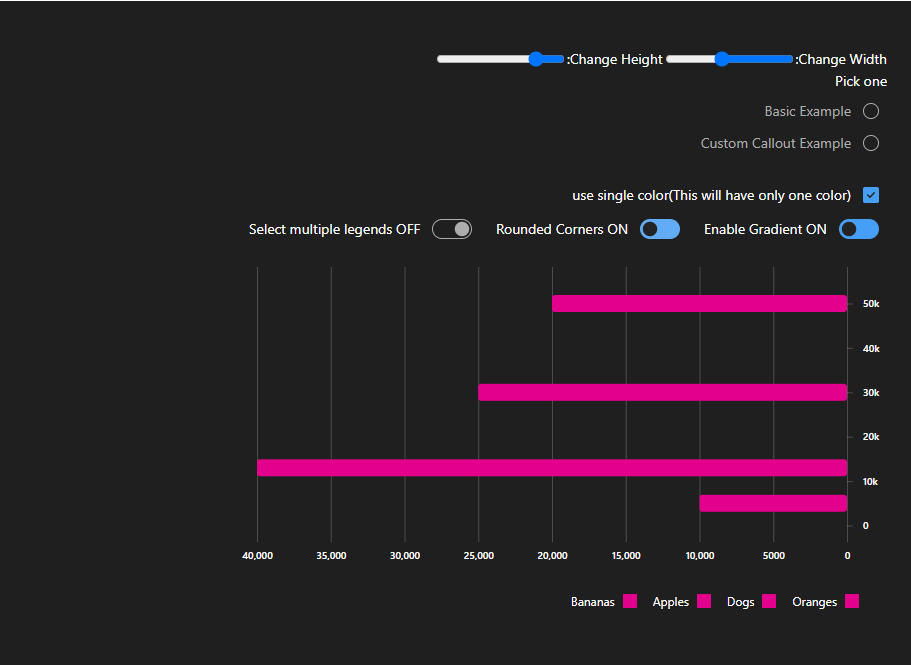 :Change Height :Change Width
Pick one
Basic Example
Custom Callout Example
use single color(This will have only one color)
Select multiple legends OFF Rounded Corners ON Enable Gradient ON
50k
40k
30k
20k
10k
0
40,000 35,000 30,000 25,000 20,000 15,000 10,000 5000 0
Bananas Apples Dogs Oranges